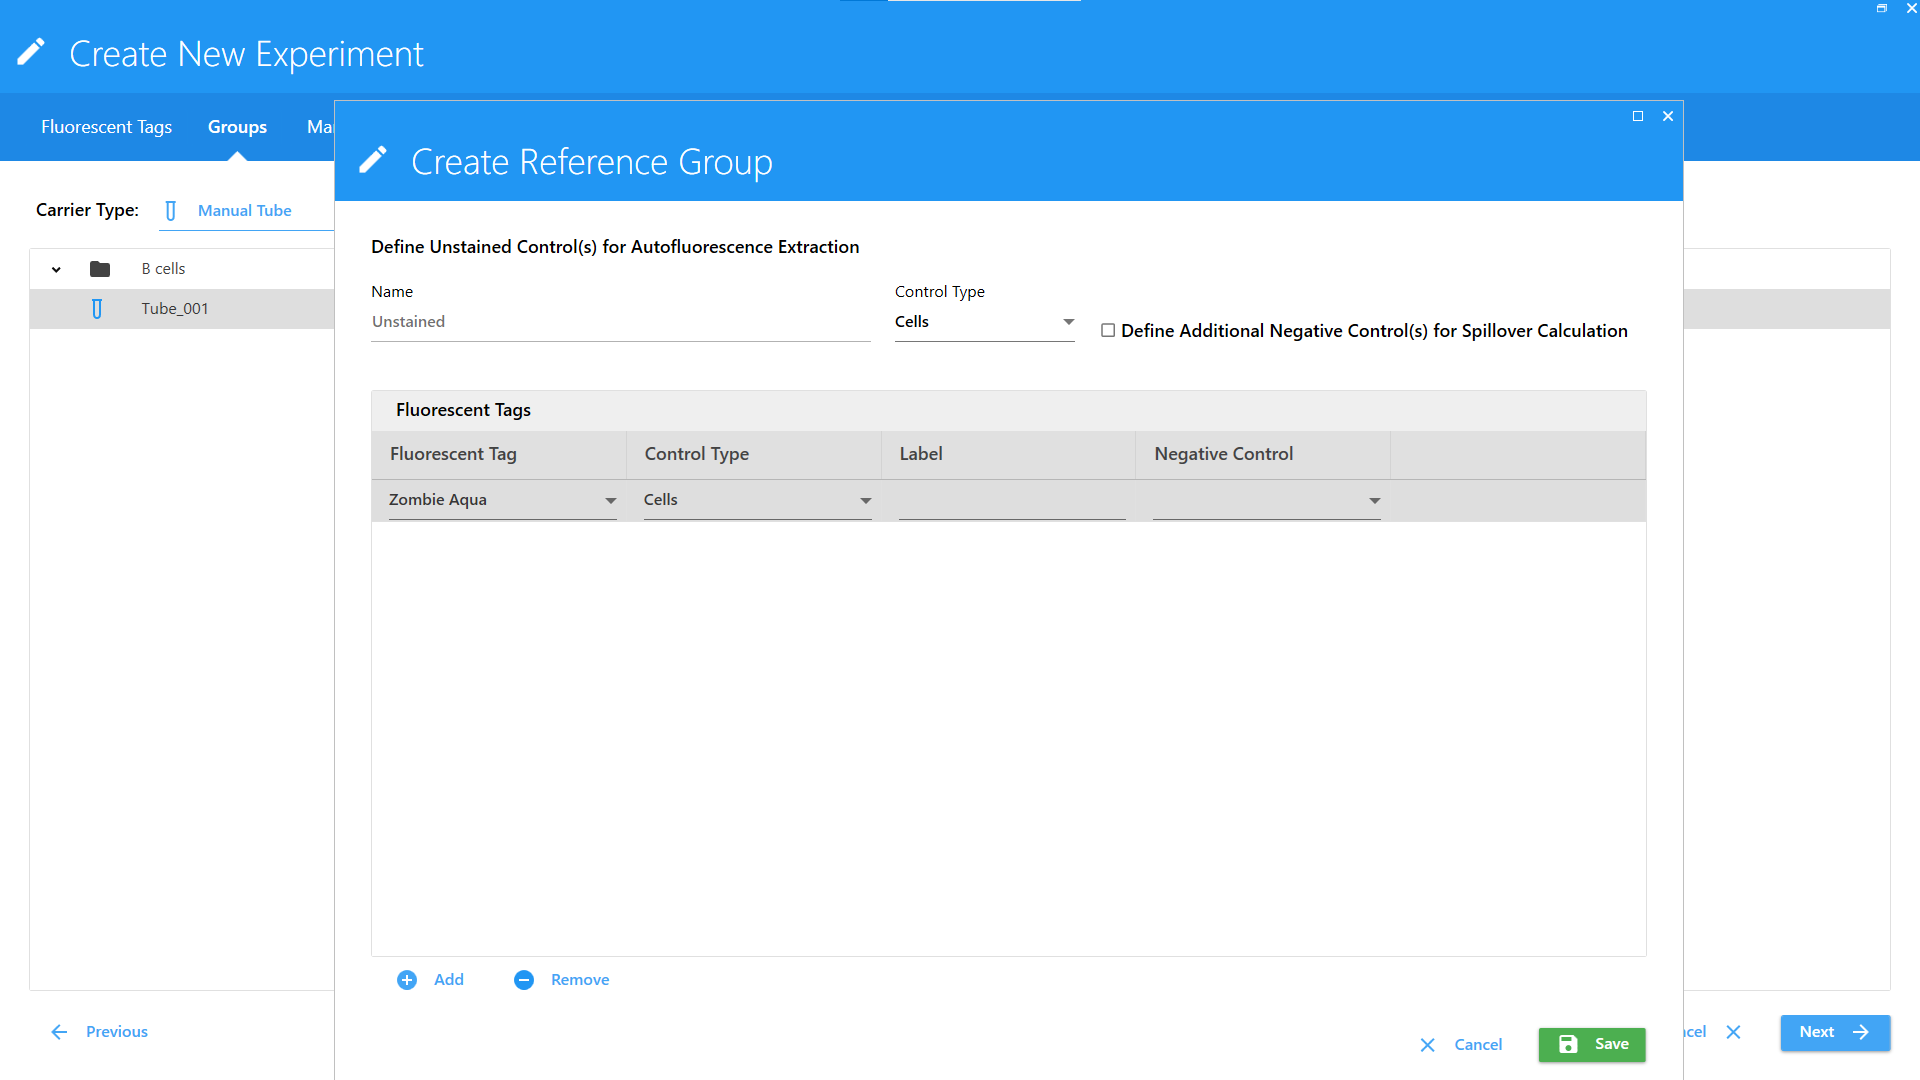 Create New Experiment
Fluorescent Tags Groups
Create Reference Group
Carrier Type: Manual Tube
B cells
Tube_001
Define Unstained Control(s) for Autofluorescence Extraction
Name Control Type
Unstained Cells
Define Additional Negative Control(s) for Spillover Calculation
Fluorescent Tags
Fluorescent Tag Control Type Label Negative Control
Zombie Aqua Cells
Add Remove
Previous
Cancel Save
Next